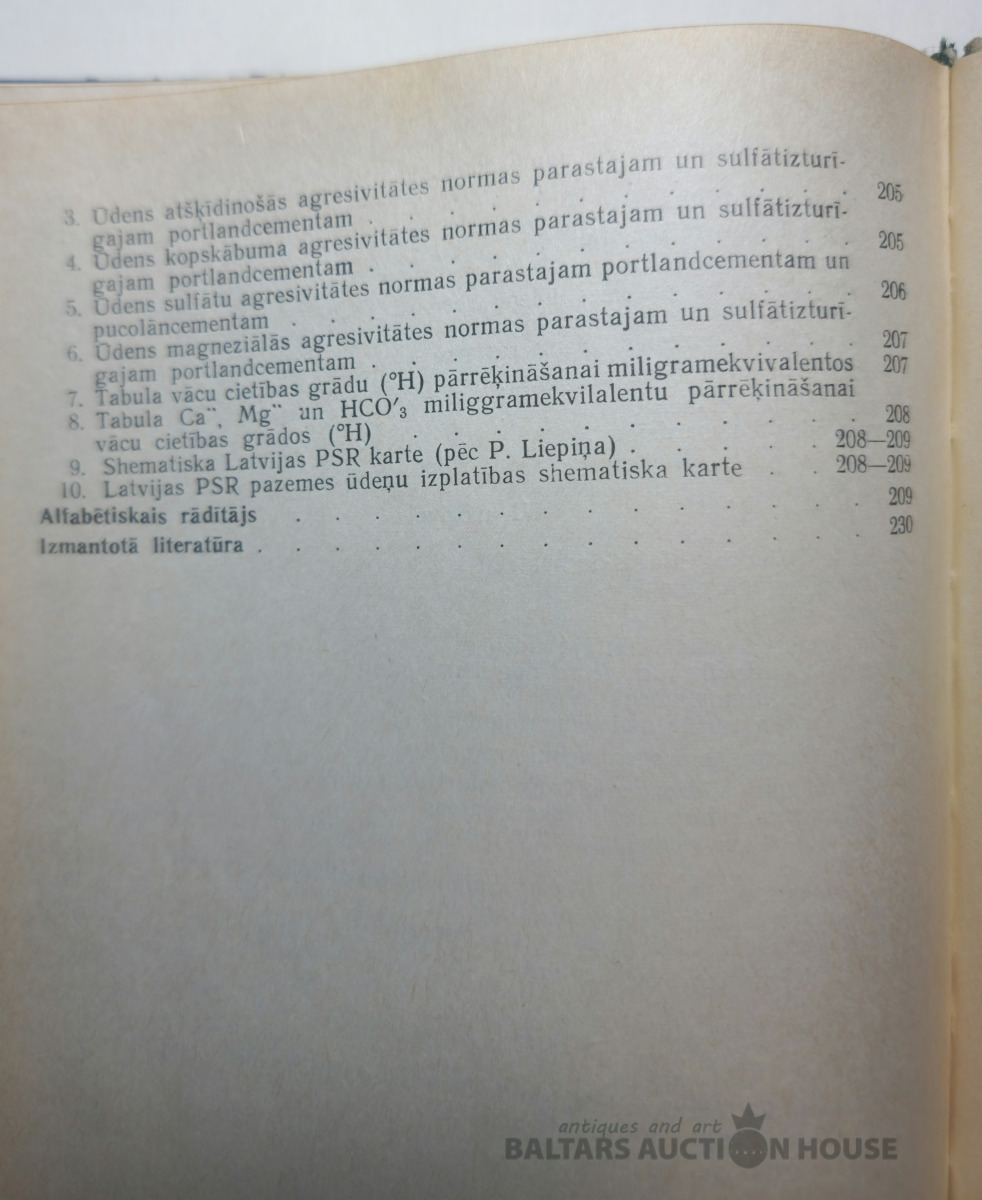 3. Ūdens atšķīdinošās agresivitātes normas parastajam un sulfātizturī-
gajam portlandcementam . . . . . . . . . . . 205
4. Ūdens kopskābuma agresivitātes normas parastajam un sulfātizturī-
gajam portlandcementam . . . . . . . . . . . 205
5. Ūdens sulfātu agresivitātes normas parastajam portlandcementam un
pucolāncementam . . . . . . . . . . . . . 206
6. Ūdens magneziālās agresivitātes normas parastajam un sulfātizturī-
gajam portlandcementam . . . . . . . . . . . 207
7. Tabula vācu cietības grādu (°H) pārrēķināšanai miligramekvivalentos 207
8. Tabula Ca¨, Mg¨ un HCO′₃ miliggramekvilalentu pārrēķināšanai
vācu cietības grādos (°H) . . . . . . . . . . . 208
9. Shematiska Latvijas PSR karte (pēc P. Liepiņa) . . . . . 208—209
10. Latvijas PSR pazemes ūdeņu izplatības shematiska karte . . 208—209
Alfabētiskais rādītājs . . . . . . . . . . . . . . . 209
Izmantotā literatūra . . . . . . . . . . . . . . . . 230
antiques and art
BALTARS AUCTION HOUSE